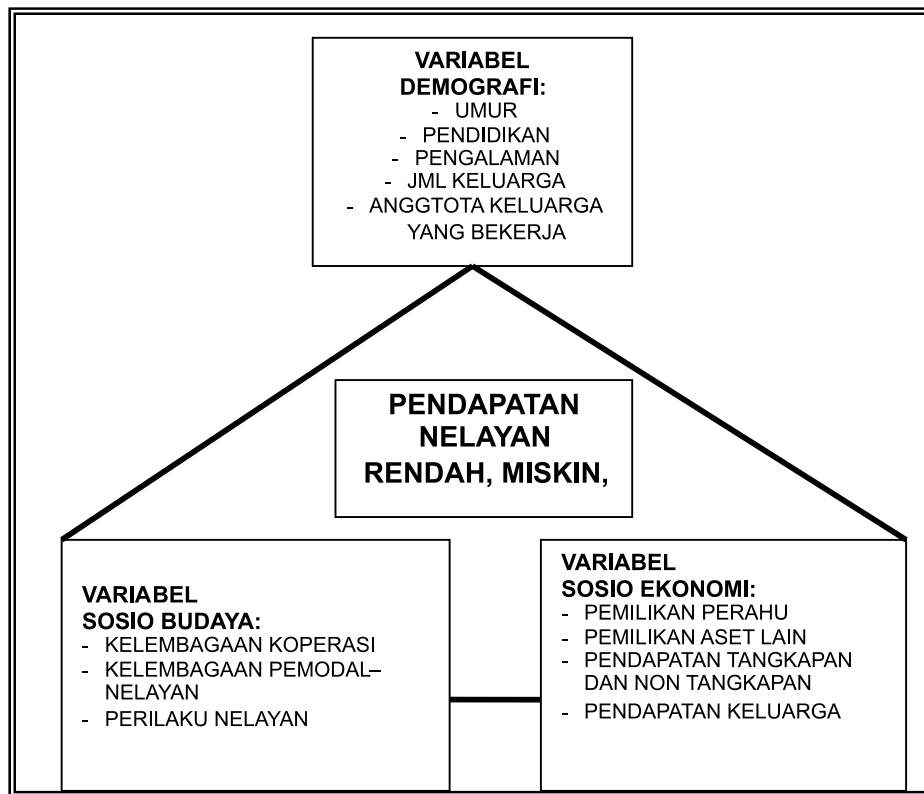 VARIABEL
DEMOGRAFI:
- UMUR
- PENDIDIKAN
- PENGALAMAN
- JML KELUARGA
- ANGGTOTA KELUARGA
YANG BEKERJA
PENDAPATAN
NELAYAN
RENDAH, MISKIN,
VARIABEL
SOSIO BUDAYA:
- KELEMBAGAAN KOPERASI
- KELEMBAGAAN PEMODAL–
NELAYAN
- PERILAKU NELAYAN
VARIABEL
SOSIO EKONOMI:
- PEMILIKAN PERAHU
- PEMILIKAN ASET LAIN
- PENDAPATAN TANGKAPAN
DAN NON TANGKAPAN
- PENDAPATAN KELUARGA